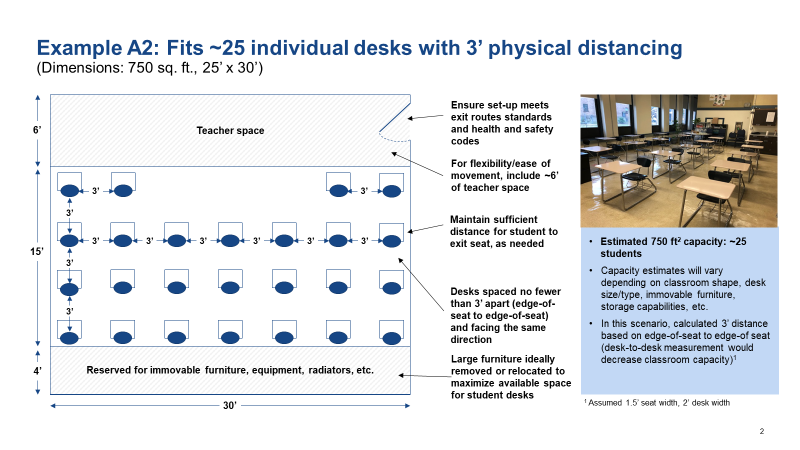 Example A2: Fits ~25 individual desks with 3’ physical distancing
(Dimensions: 750 sq. ft., 25’ x 30’)
6’
Teacher space
3’
3’
3’
3’ 3’ 3’ 3’ 3’ 3’
15’
3’
3’
4’
Reserved for immovable furniture, equipment, radiators, etc.
30’
Ensure set-up meets
exit routes standards
and health and safety
codes
For flexibility/ease of
movement, include ~6’
of teacher space
Maintain sufficient
distance for student to
exit seat, as needed
Desks spaced no fewer
than 3’ apart (edge-of-
seat to edge-of-seat)
and facing the same
direction
Large furniture ideally
removed or relocated to
maximize available space
for student desks
• Estimated 750 ft² capacity: ~25
students
• Capacity estimates will vary
depending on classroom shape, desk
size/type, immovable furniture,
storage capabilities, etc.
• In this scenario, calculated 3’ distance
based on edge-of-seat to edge-of seat
(desk-to-desk measurement would
decrease classroom capacity)¹
¹ Assumed 1.5’ seat width, 2’ desk width
2